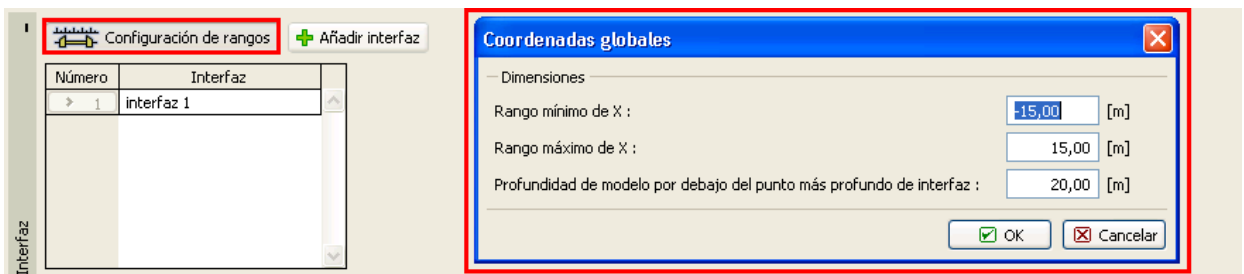 Configuración de rangos
Añadir interfaz
Número Interfaz
1 interfaz 1
Interfaz
Coordenadas globales
Dimensiones
Rango mínimo de X : -15,00 [m]
Rango máximo de X : 15,00 [m]
Profundidad de modelo por debajo del punto más profundo de interfaz : 20,00 [m]
OK Cancelar